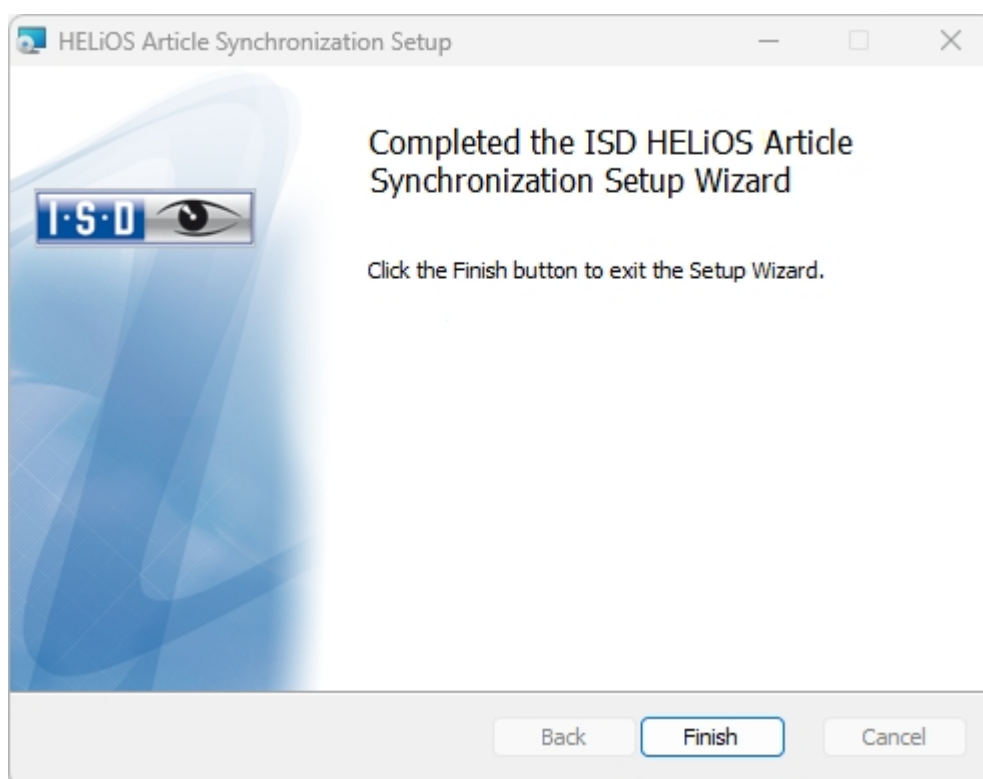 HELiOS Article Synchronization Setup
Completed the ISD HELiOS Article
Synchronization Setup Wizard
I·S·D
Click the Finish button to exit the Setup Wizard.
Back Finish Cancel